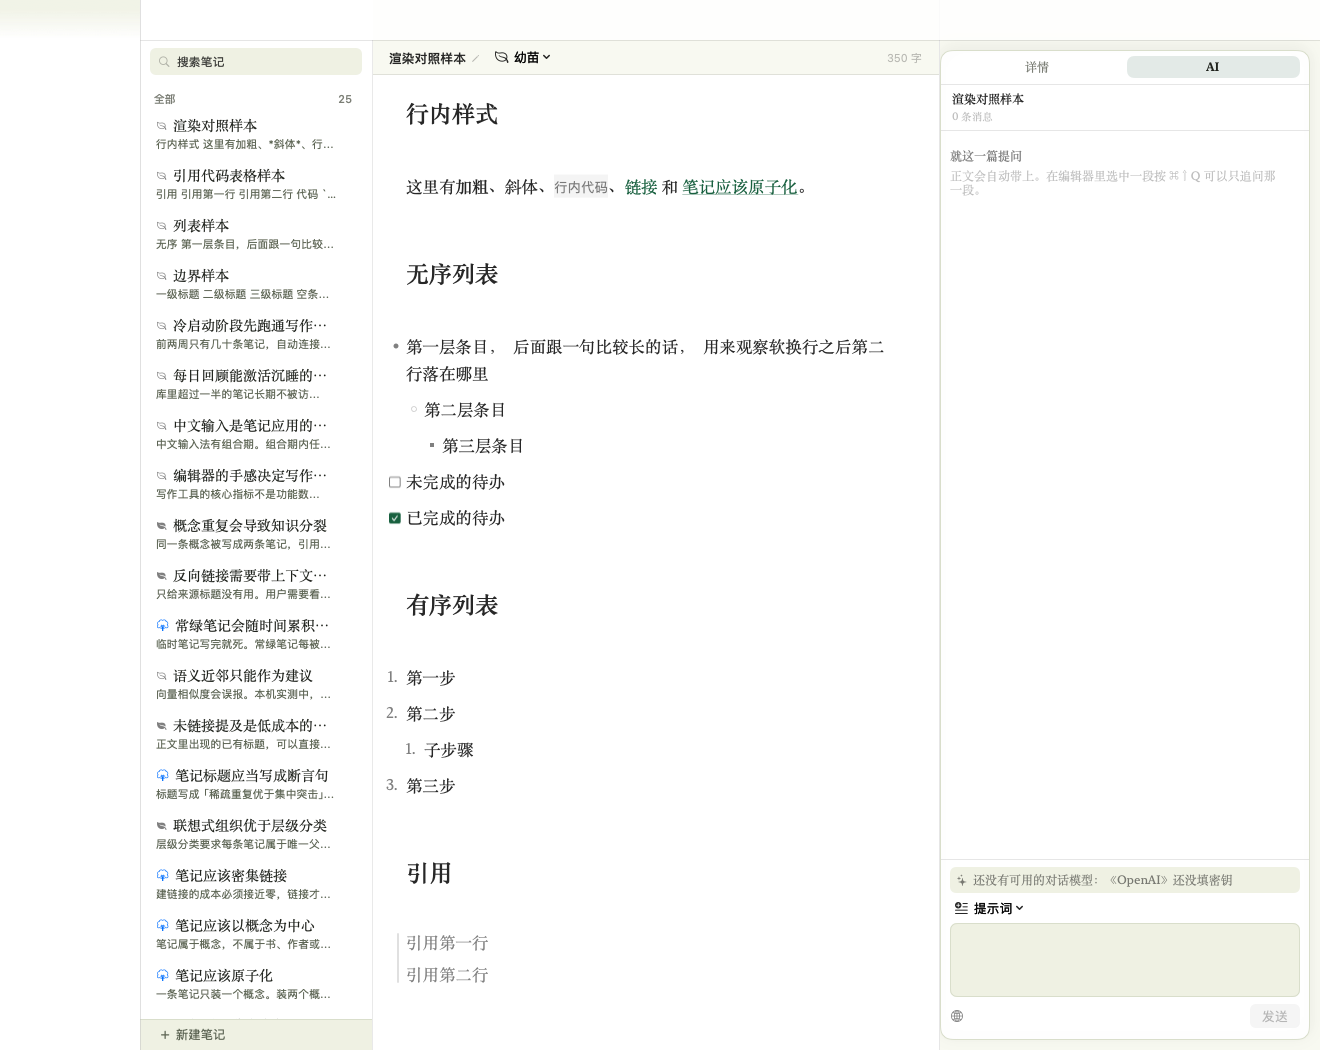 搜索笔记
全部 25
渲染对照样本
行内样式 这里有加粗、*斜体*、行…
引用代码表格样本
引用 引用第一行 引用第二行 代码 `…
列表样本
无序 第一层条目，后面跟一句比较…
边界样本
一级标题 二级标题 三级标题 空条…
冷启动阶段先跑通写作…
前两周只有几十条笔记，自动连接…
每日回顾能激活沉睡的…
库里超过一半的笔记长期不被访…
中文输入是笔记应用的…
中文输入法有组合期。组合期内任…
编辑器的手感决定写作…
写作工具的核心指标不是功能数…
概念重复会导致知识分裂
同一条概念被写成两条笔记，引用…
反向链接需要带上下文…
只给来源标题没有用。用户需要看…
常绿笔记会随时间累积…
临时笔记写完就死。常绿笔记每被…
语义近邻只能作为建议
向量相似度会误报。本机实测中，…
未链接提及是低成本的…
正文里出现的已有标题，可以直接…
笔记标题应当写成断言句
标题写成「稀疏重复优于集中突击」…
联想式组织优于层级分类
层级分类要求每条笔记属于唯一父…
笔记应该密集链接
建链接的成本必须接近零，链接才…
笔记应该以概念为中心
笔记属于概念，不属于书、作者或…
笔记应该原子化
一条笔记只装一个概念。装两个概…
+ 新建笔记
渲染对照样本 / 幼苗 350 字
行内样式
这里有加粗、斜体、行内代码、链接 和 笔记应该原子化。
无序列表
• 第一层条目， 后面跟一句比较长的话， 用来观察软换行之后第二
行落在哪里
◦ 第二层条目
▪ 第三层条目
未完成的待办
已完成的待办
有序列表
1. 第一步
2. 第二步
1. 子步骤
3. 第三步
引用
引用第一行
引用第二行
详情 AI
渲染对照样本
0 条消息
就这一篇提问
正文会自动带上。在编辑器里选中一段按 ⌘⇧Q 可以只追问那
一段。
还没有可用的对话模型：《OpenAI》还没填密钥
提示词
发送